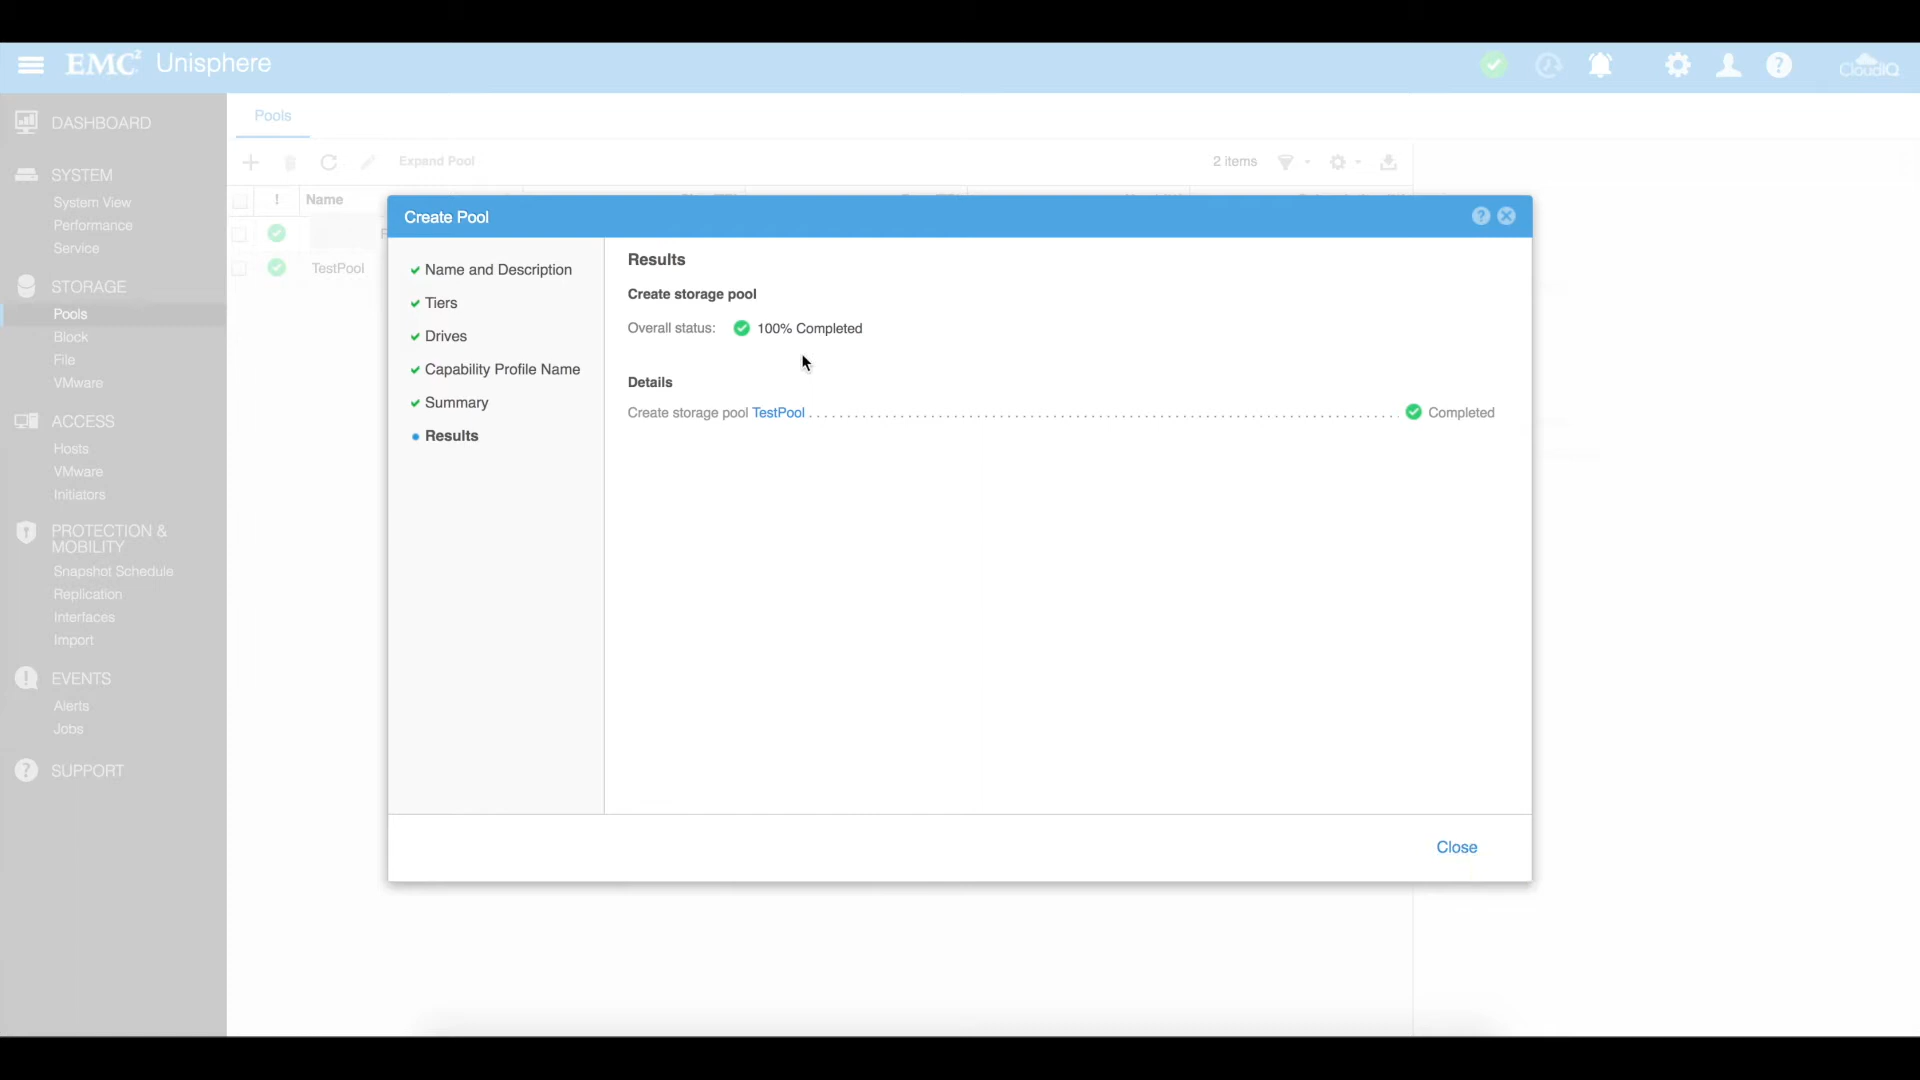 EMC² Unisphere
CloudIQ
DASHBOARD
SYSTEM
System View
Performance
Service
STORAGE
Pools
Block
File
VMware
ACCESS
Hosts
VMware
Initiators
PROTECTION &
MOBILITY
Snapshot Schedule
Replication
Interfaces
Import
EVENTS
Alerts
Jobs
SUPPORT
Pools
Expand Pool
2 items
! Name
TestPool
Create Pool
Name and Description
Tiers
Drives
Capability Profile Name
Summary
Results
Results
Create storage pool
Overall status: 100% Completed
Details
Create storage pool TestPool Completed
Close